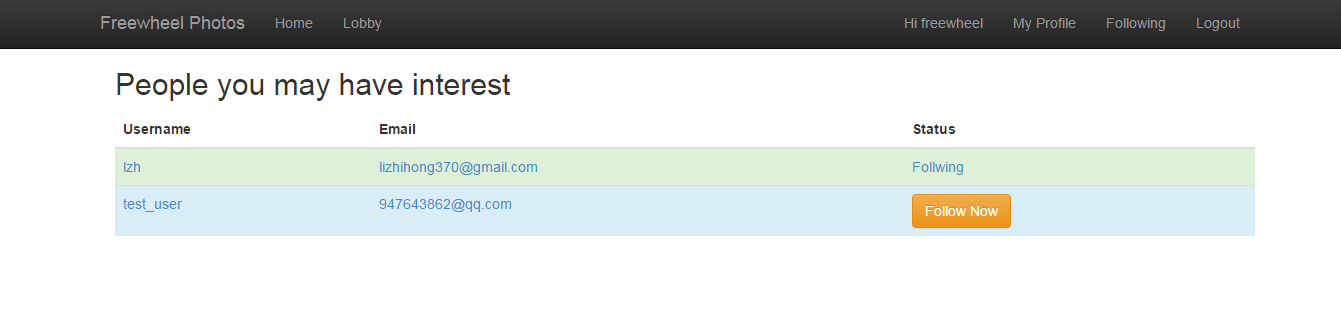 Freewheel Photos Home Lobby Hi freewheel My Profile Following Logout
People you may have interest
Username Email Status
lzh lizhihong370@gmail.com Follwing
test_user 947643862@qq.com Follow Now